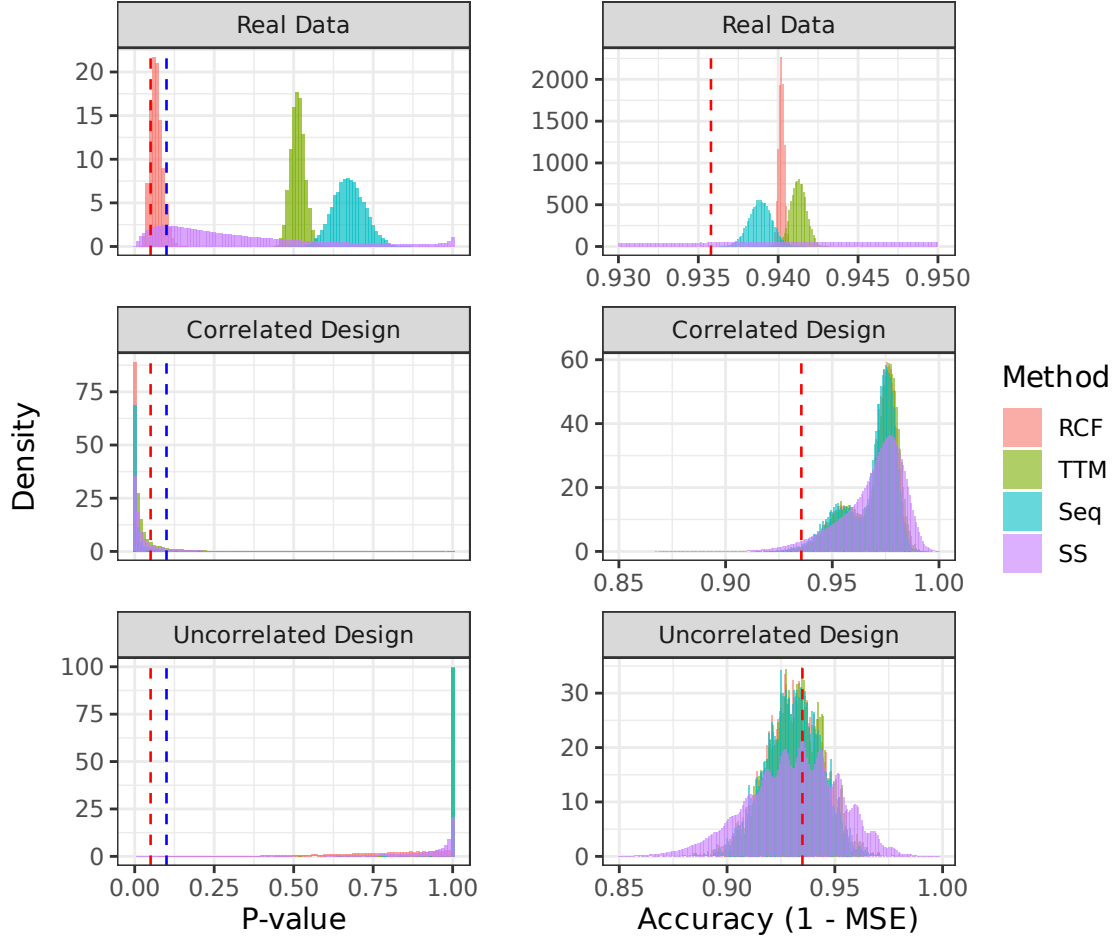 Real Data
Real Data
20
15
10
5
0
2000
1500
1000
500
0
0.930 0.935 0.940 0.945 0.950
Correlated Design
Correlated Design
75
50
25
0
60
40
20
0
0.85 0.90 0.95 1.00
Density
Method
RCF
TTM
Seq
SS
Uncorrelated Design
Uncorrelated Design
100
75
50
25
0
30
20
10
0
0.00 0.25 0.50 0.75 1.00
0.85 0.90 0.95 1.00
P-value
Accuracy (1 - MSE)